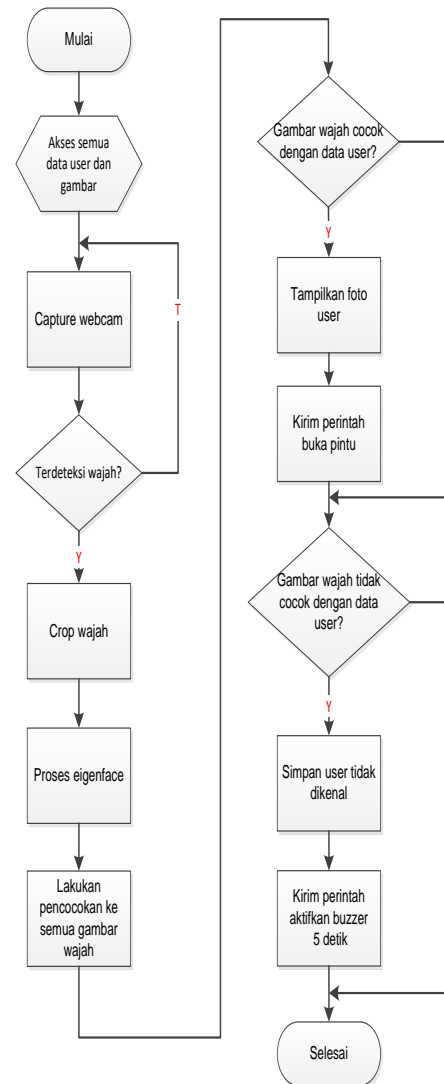 Mulai
Akses semua
data user dan
gambar
Capture webcam
T
Terdeteksi wajah?
Y
Crop wajah
Proses eigenface
Lakukan
pencocokan ke
semua gambar
wajah
Gambar wajah cocok
dengan data user?
Y
Tampilkan foto
user
Kirim perintah
buka pintu
Gambar wajah tidak
cocok dengan data
user?
Y
Simpan user tidak
dikenal
Kirim perintah
aktifkan buzzer
5 detik
Selesai